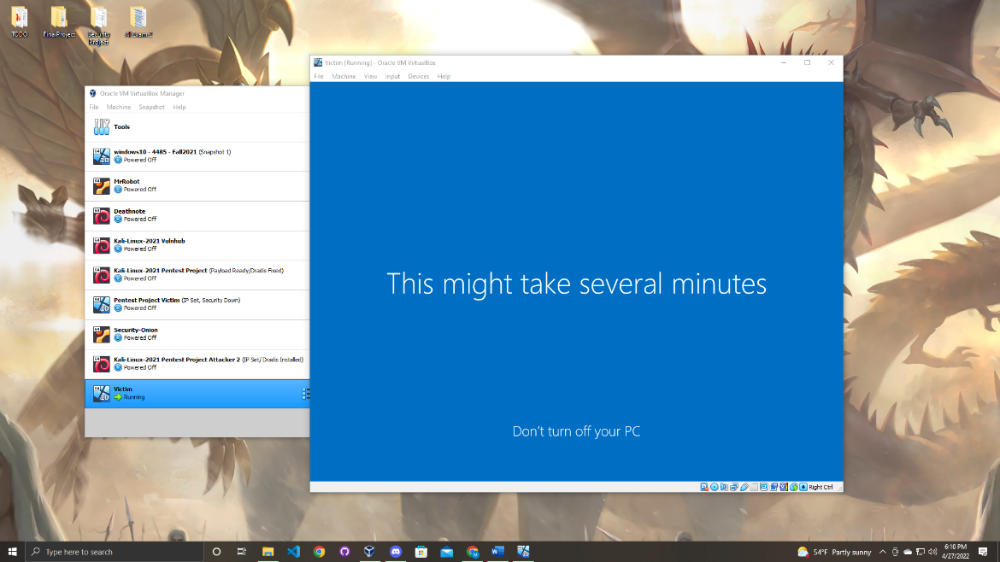 TODO
Fina Project
Security
Project
AI Exam 2
Oracle VM VirtualBox Manager
File Machine Snapshot Help
Tools
windows10 - 4485 - Fall2021 (Snapshot 1)
Powered Off
MrRobot
Powered Off
Deathnote
Powered Off
Kali-Linux-2021 Vulnhub
Powered Off
Kali-Linux-2021 Pentest Project (Payload Ready/Dradis Fixed)
Powered Off
Pentest Project Victim (IP Set, Security Down)
Powered Off
Security-Onion
Powered Off
Kali-Linux-2021 Pentest Project Attacker 2 (IP Set/ Dradis Installed)
Powered Off
Victim
Running
Victim [Running] - Oracle VM VirtualBox
File Machine View Input Devices Help
This might take several minutes
Don't turn off your PC
Right Ctrl
Type here to search
54°F Partly sunny
6:10 PM
4/27/2022